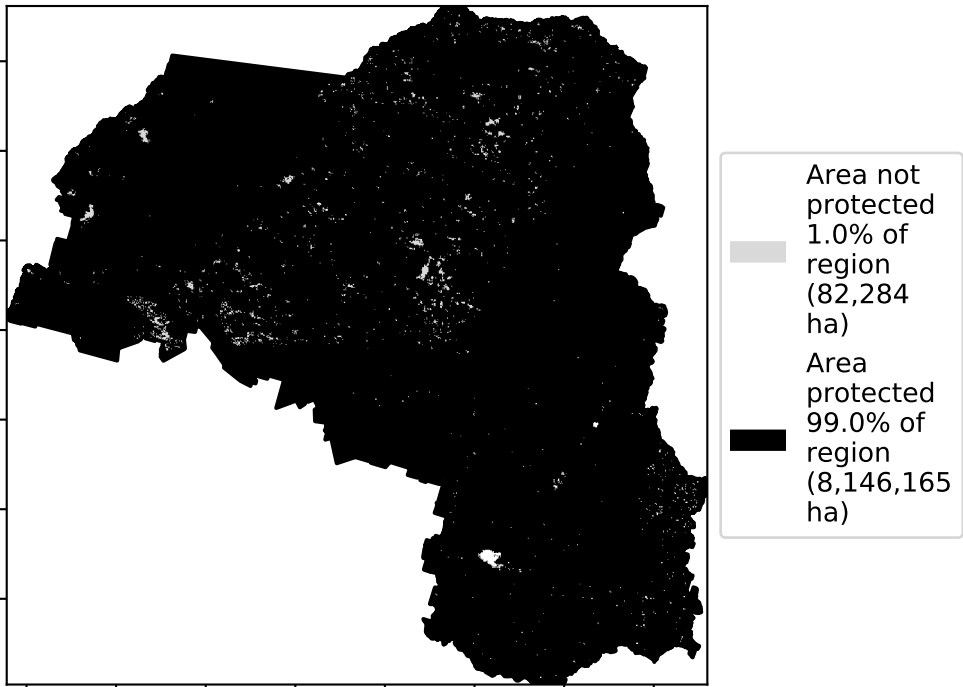 Area not
protected
1.0% of
region
(82,284
ha)
Area
protected
99.0% of
region
(8,146,165
ha)